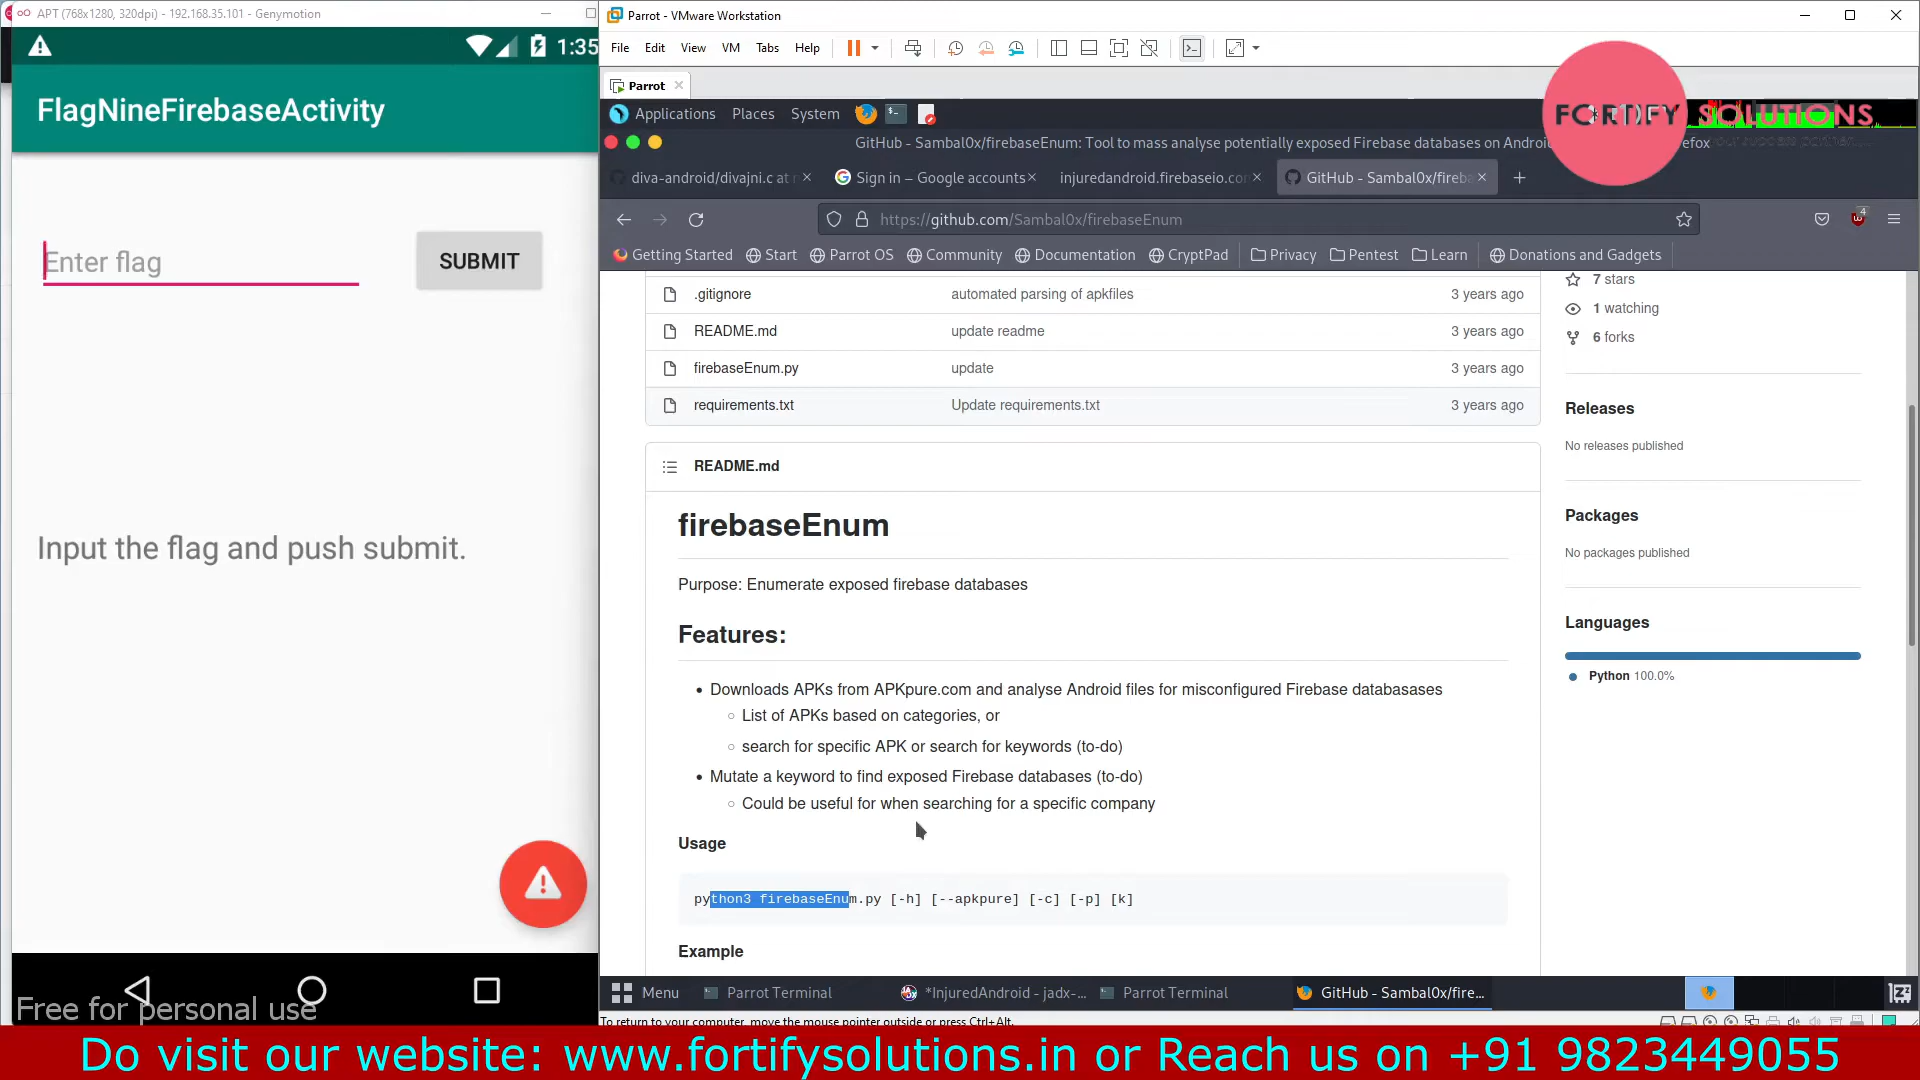 APT (768x1280, 320dpi) - 192.168.35.101 - Genymotion
1:35
FlagNineFirebaseActivity
Enter flag
SUBMIT
Input the flag and push submit.
Free for personal use
Parrot - VMware Workstation
File Edit View VM Tabs Help
Parrot
Applications Places System
FORTIFY SOLUTIONS
GitHub - Sambal0x/firebaseEnum: Tool to mass analyse potentially exposed Firebase databases on Androi
efox
diva-android/divajni.c at
Sign in – Google accounts
injuredandroid.firebaseio.co
GitHub - Sambal0x/fireb
https://github.com/Sambal0x/firebaseEnum
4
Getting Started Start Parrot OS Community Documentation CryptPad Privacy Pentest Learn Donations and Gadgets
.gitignore automated parsing of apkfiles 3 years ago
README.md update readme 3 years ago
firebaseEnum.py update 3 years ago
requirements.txt Update requirements.txt 3 years ago
README.md
firebaseEnum
Purpose: Enumerate exposed firebase databases
Features:
Downloads APKs from APKpure.com and analyse Android files for misconfigured Firebase databasases
List of APKs based on categories, or
search for specific APK or search for keywords (to-do)
Mutate a keyword to find exposed Firebase databases (to-do)
Could be useful for when searching for a specific company
Usage
python3 firebaseEnum.py [-h] [--apkpure] [-c] [-p] [k]
Example
7 stars
1 watching
6 forks
Releases
No releases published
Packages
No packages published
Languages
Python 100.0%
Menu Parrot Terminal *InjuredAndroid - jadx-... Parrot Terminal GitHub - Sambal0x/fire...
To return to your computer, move the mouse pointer outside or press Ctrl+Alt.
Do visit our website: www.fortifysolutions.in or Reach us on +91 9823449055